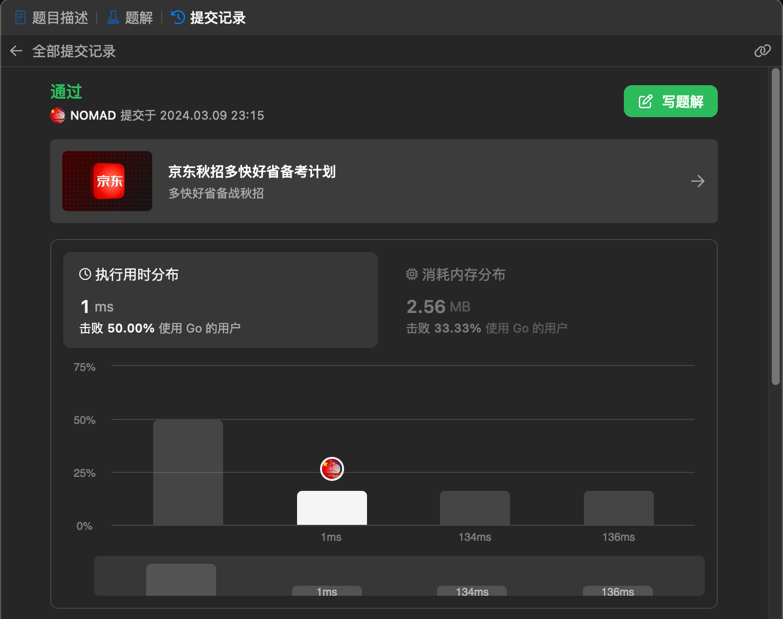 题目描述 题解 提交记录
全部提交记录
通过
NOMAD 提交于 2024.03.09 23:15
写题解
京东
京东秋招多快好省备考计划
多快好省备战秋招
执行用时分布
1 ms
击败 50.00% 使用 Go 的用户
消耗内存分布
2.56 MB
击败 33.33% 使用 Go 的用户
75%
50%
25%
0%
1ms 134ms 136ms
1ms 134ms 136ms